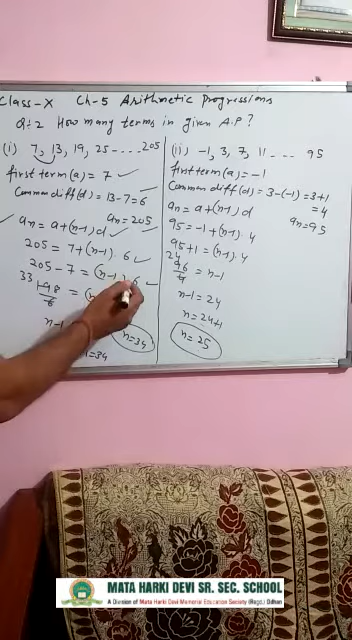 Class-X Ch-5 Arithmetic Progressions
Q:2 How many terms in given A.P?
(i) 7, 13, 19, 25 - - - - - 205
first term (a) = 7
Common diff (d) = 13-7=6
an = a+(n-1)d
an=205
205 = 7+(n-1).6
205-7 = (n-1).6
33
198
6
= (n
n-1
=34
n=34
(ii) -1, 3, 7, 11 - - - 95
first term (a) = -1
Common diff (d) = 3-(-1) = 3+1
= 4
an = a+(n-1)d
an=95
95 = -1+(n-1).4
95+1 = (n-1).4
24
96
4
= n-1
n-1 = 24
n = 24+1
n = 25
MATA HARKI DEVI SR. SEC. SCHOOL
A Division of Mata Harki Devi Memorial Education Society (Regd.) Odhan